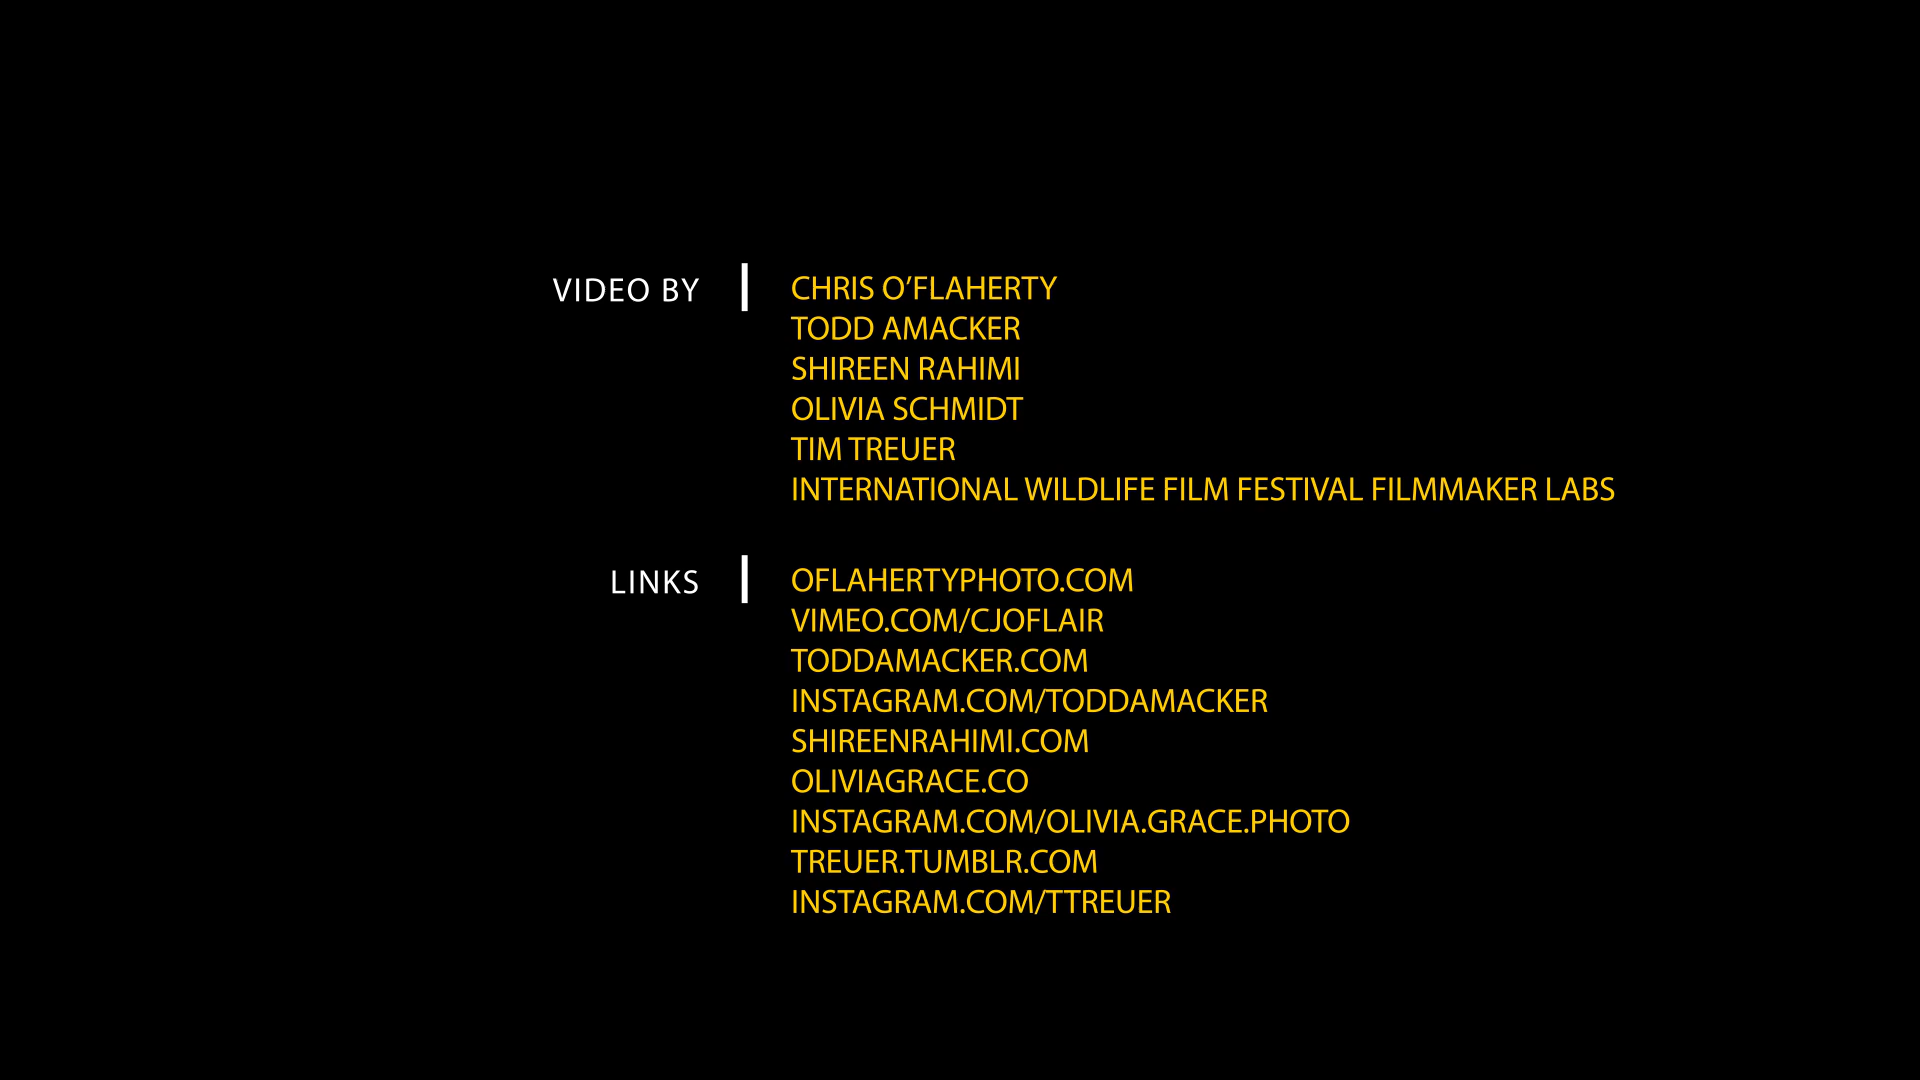 VIDEO BY
CHRIS O’FLAHERTY
TODD AMACKER
SHIREEN RAHIMI
OLIVIA SCHMIDT
TIM TREUER
INTERNATIONAL WILDLIFE FILM FESTIVAL FILMMAKER LABS
LINKS
OFLAHERTYPHOTO.COM
VIMEO.COM/CJOFLAIR
TODDAMACKER.COM
INSTAGRAM.COM/TODDAMACKER
SHIREENRAHIMI.COM
OLIVIAGRACE.CO
INSTAGRAM.COM/OLIVIA.GRACE.PHOTO
TREUER.TUMBLR.COM
INSTAGRAM.COM/TTREUER